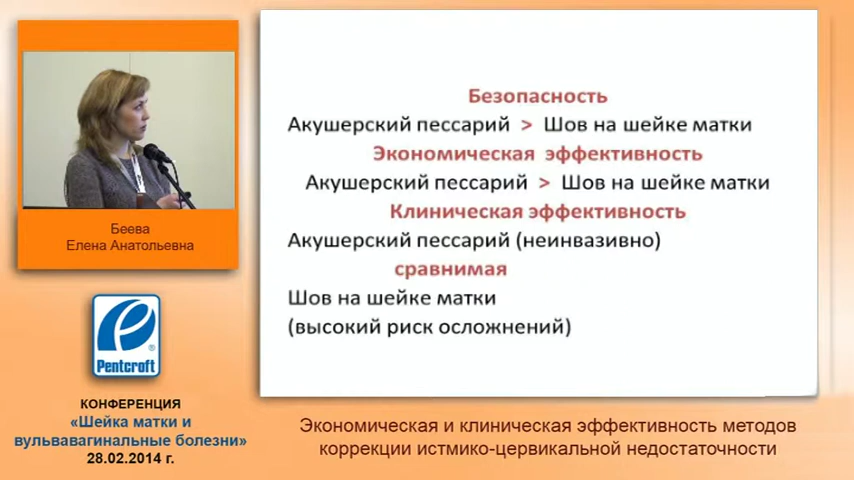 Безопасность
Акушерский пессарий > Шов на шейке матки
Экономическая эффективность
Акушерский пессарий > Шов на шейке матки
Клиническая эффективность
Акушерский пессарий (неинвазивно)
сравнимая
Шов на шейке матки
(высокий риск осложнений)
Беева
Елена Анатольевна
Pentcroft
®
КОНФЕРЕНЦИЯ
«Шейка матки и
вульвавагинальные болезни»
28.02.2014 г.
Экономическая и клиническая эффективность методов
коррекции истмико-цервикальной недостаточности